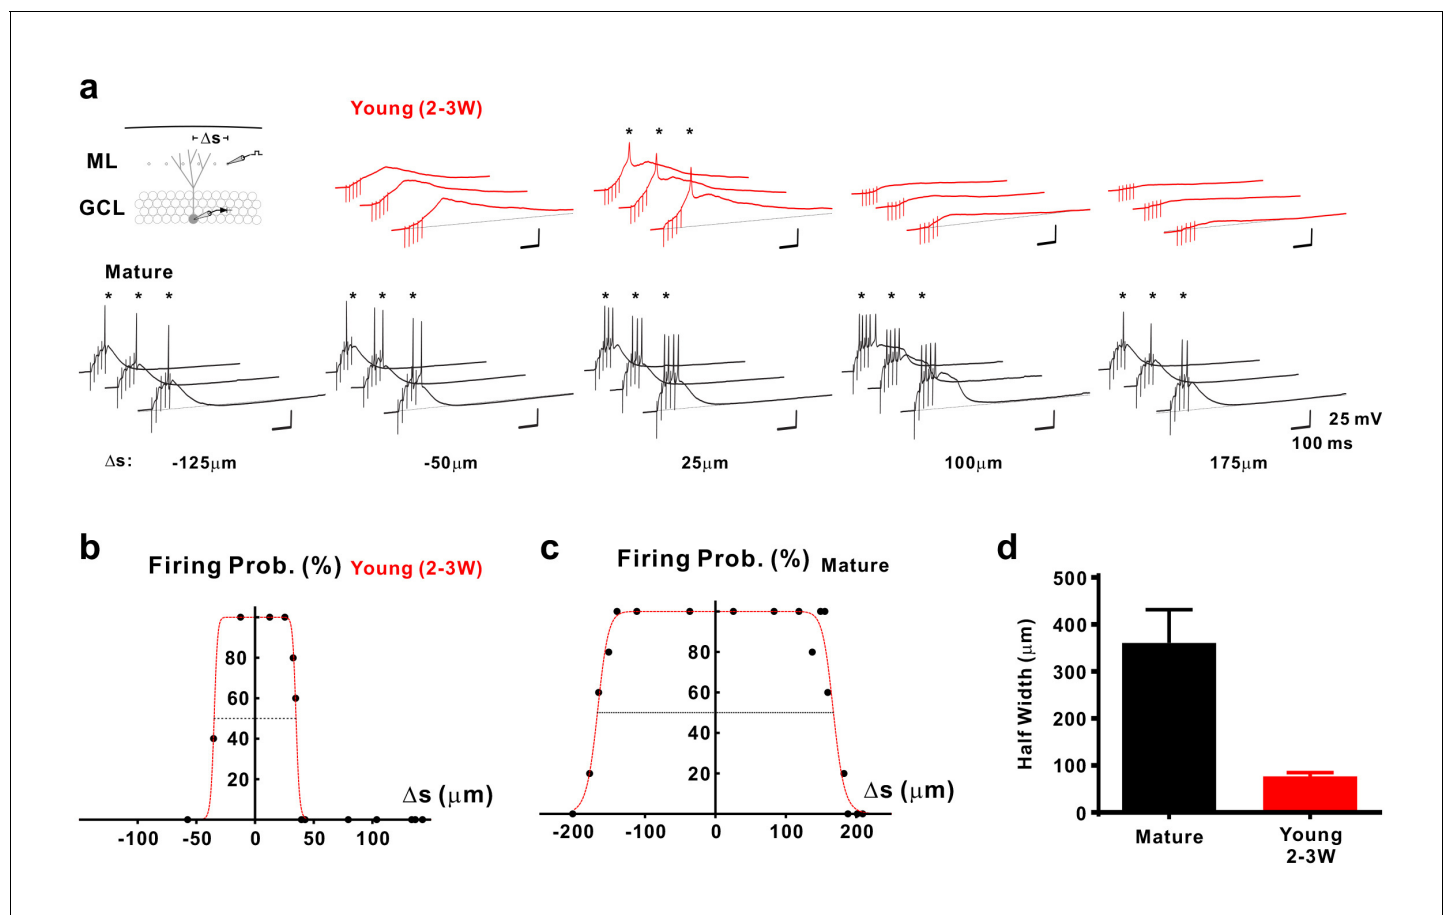 a
Young (2-3W)
Δs
ML
GCL
* * *
Mature
* * *
* * *
* * *
* * *
* * *
25 mV
100 ms
Δs: -125μm -50μm 25μm 100μm 175μm
b
Firing Prob. (%) Young (2-3W)
80
60
40
20
Δs (μm)
-100 -50 0 50 100
c
Firing Prob. (%) Mature
80
60
40
20
Δs (μm)
-200 -100 0 100 200
d
Half Width (μm)
500
400
300
200
100
0
Mature
Young
2-3W